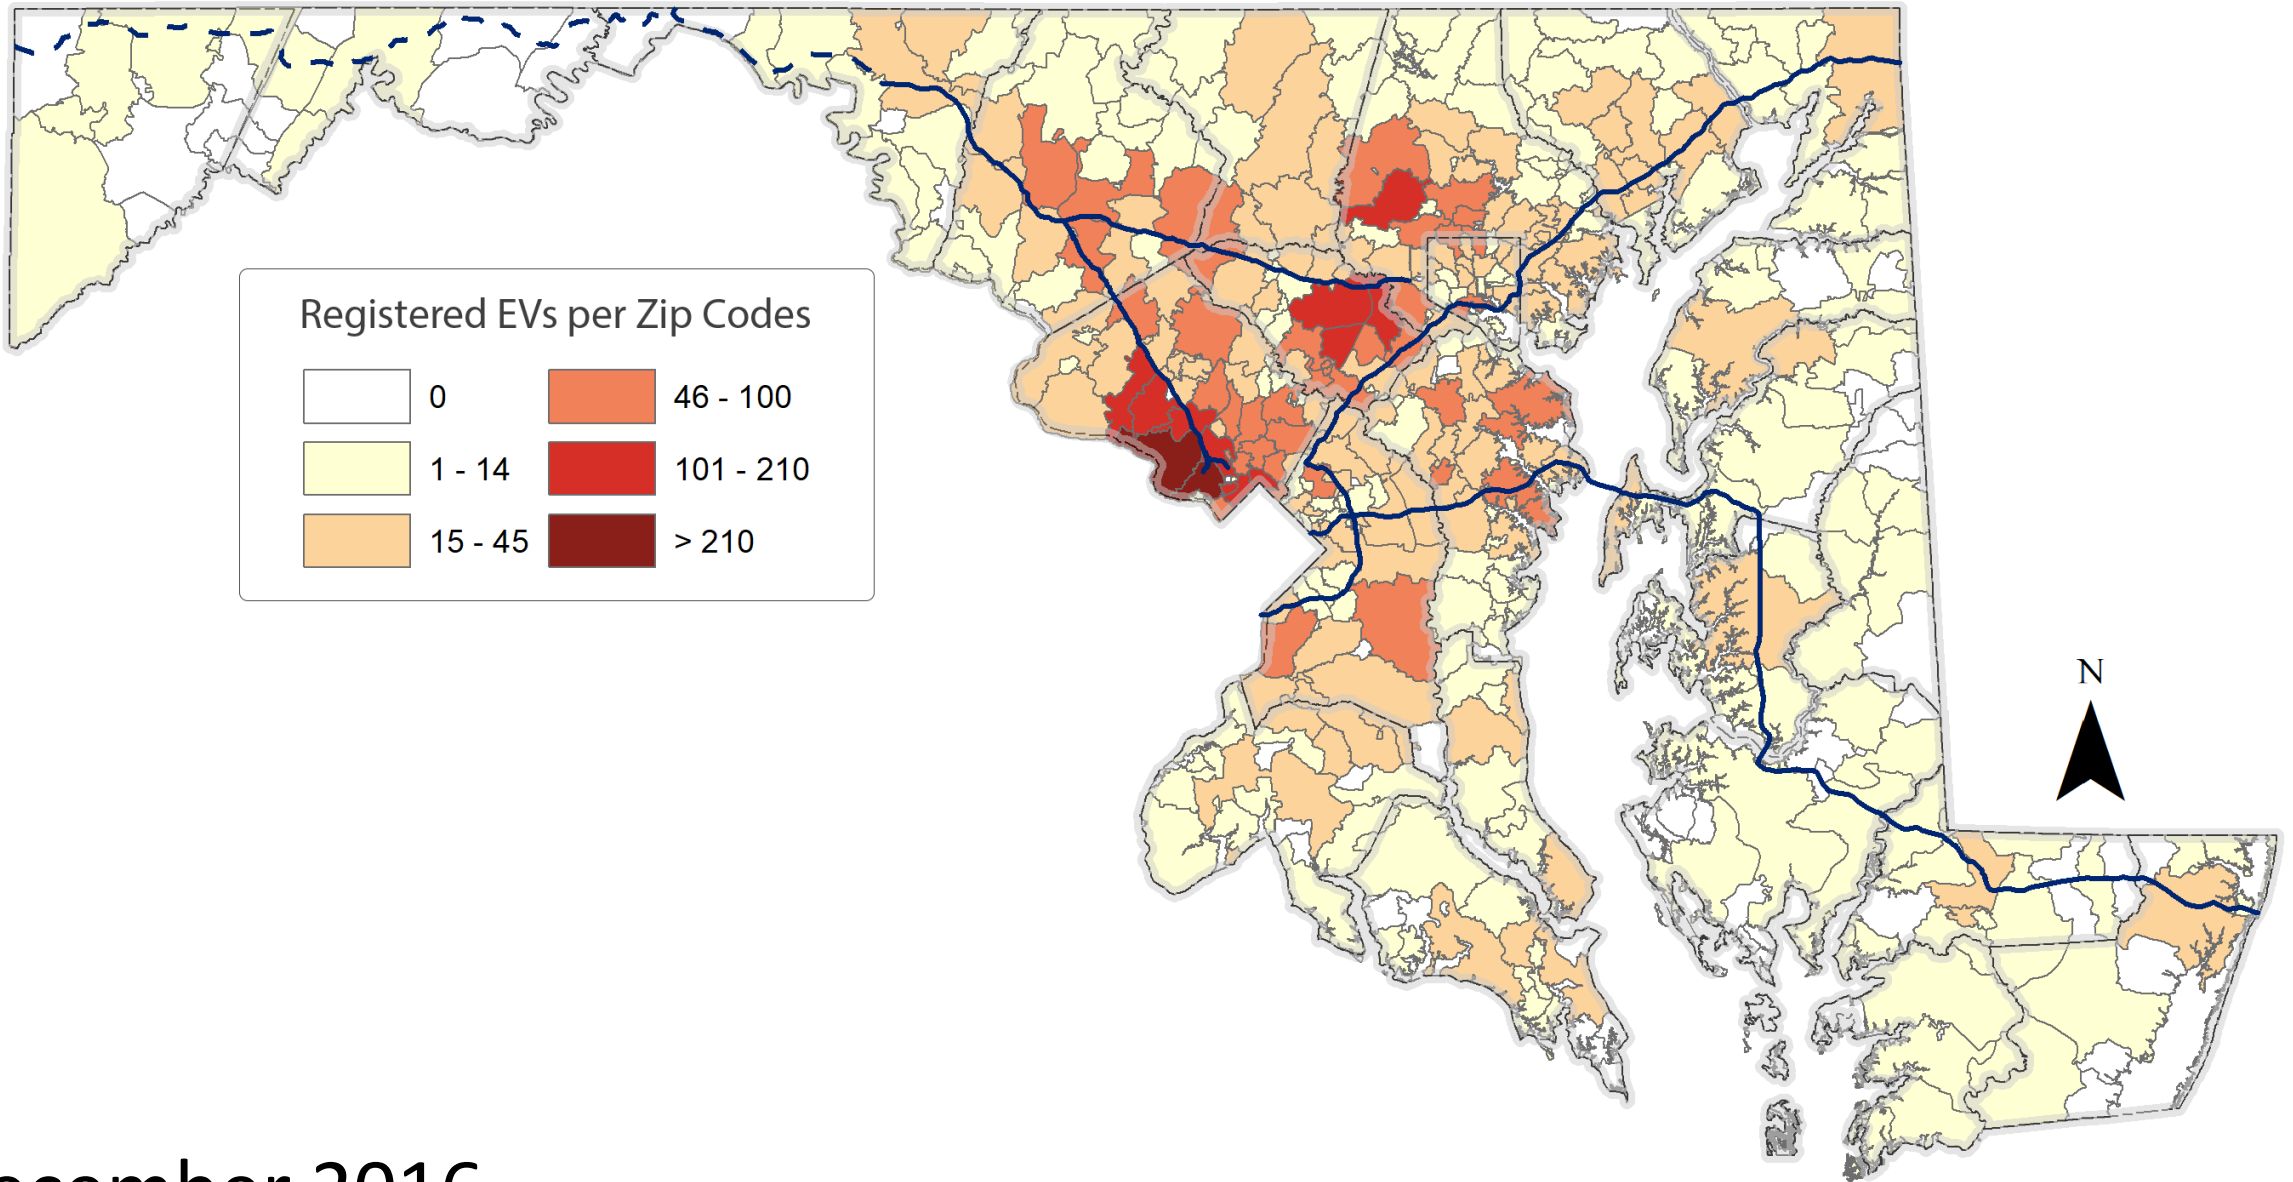 Registered EVs per Zip Codes
0
46 - 100
1 - 14
101 - 210
15 - 45
> 210
N